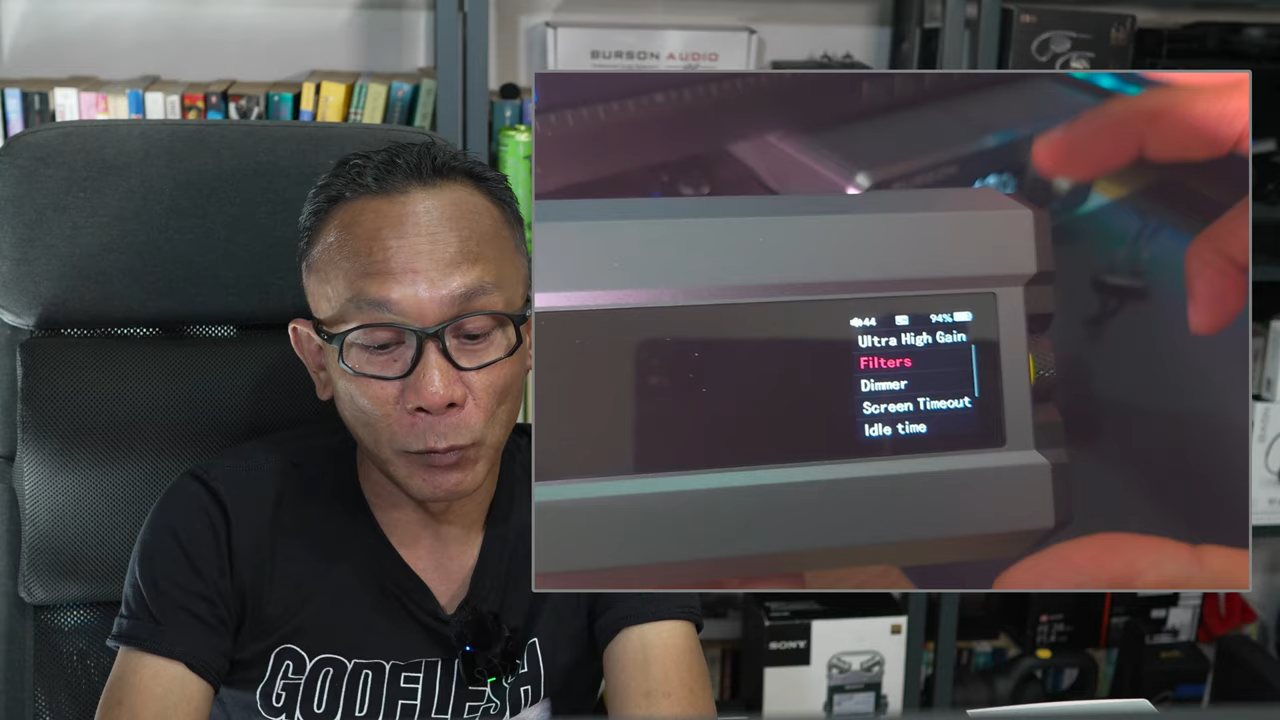 BURSON AUDIO
44 94%
Ultra High Gain
Filters
Dimmer
Screen Timeout
Idle time
GODFLESH
SONY